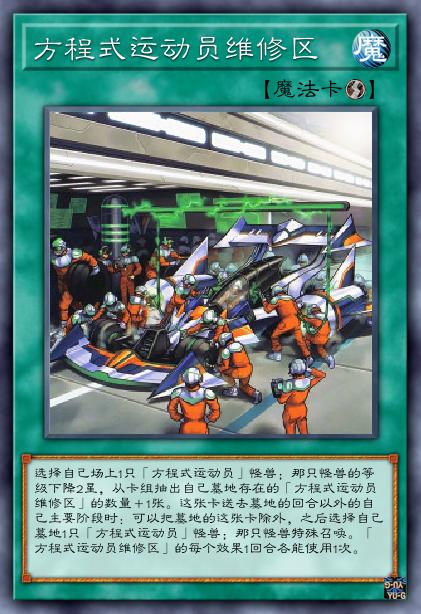 方程式运动员维修区
魔
【魔法卡】
选择自己场上1只「方程式运动员」怪兽；那只怪兽的等
级下降2星，从卡组抽出自己墓地存在的「方程式运动员
维修区」的数量＋1张。这张卡送去墓地的回合以外的自
己主要阶段时：可以把墓地的这张卡除外，之后选择自己
墓地1只「方程式运动员」怪兽；那只怪兽特殊召唤。「
方程式运动员维修区」的每个效果1回合各能使用1次。